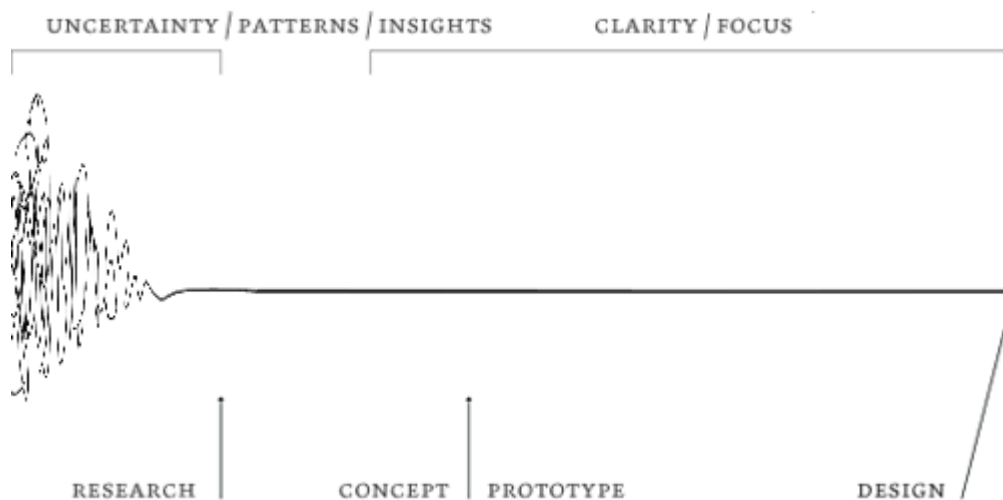 UNCERTAINTY / PATTERNS / INSIGHTS CLARITY / FOCUS
RESEARCH CONCEPT PROTOTYPE DESIGN